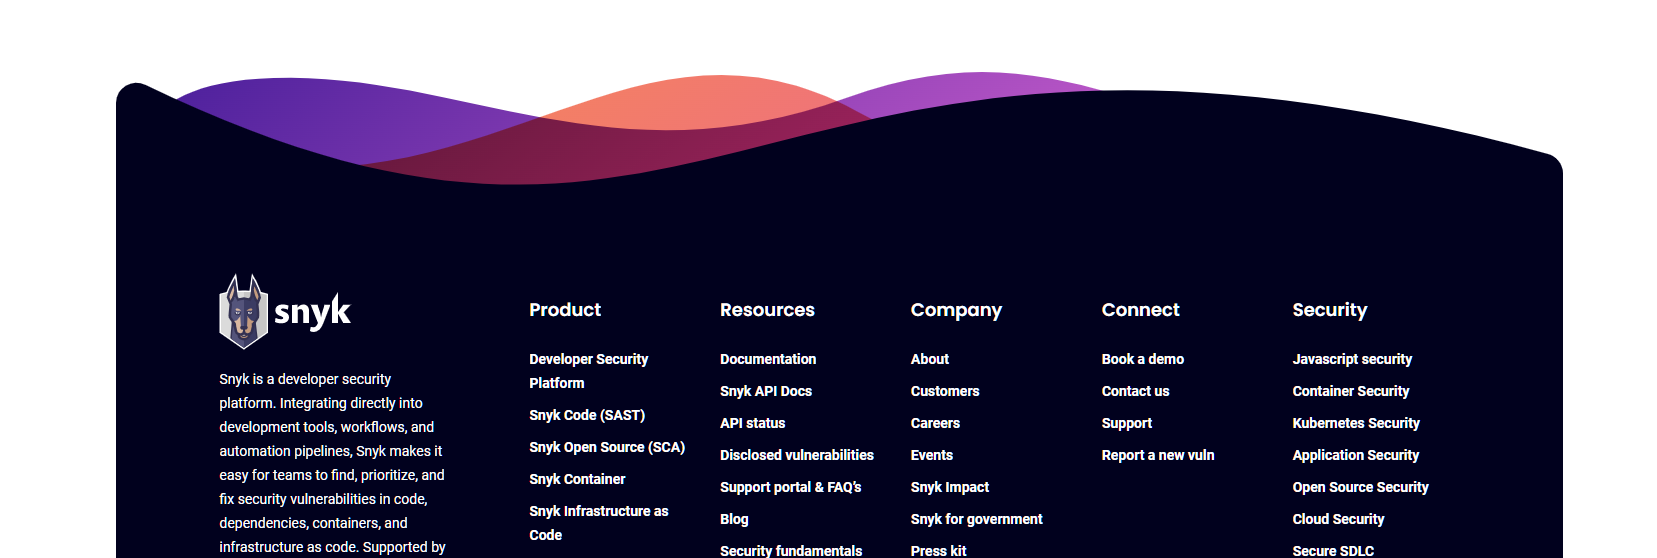 snyk
Snyk is a developer security
platform. Integrating directly into
development tools, workflows, and
automation pipelines, Snyk makes it
easy for teams to find, prioritize, and
fix security vulnerabilities in code,
dependencies, containers, and
infrastructure as code. Supported by
Product
Developer Security
Platform
Snyk Code (SAST)
Snyk Open Source (SCA)
Snyk Container
Snyk Infrastructure as
Code
Resources
Documentation
Snyk API Docs
API status
Disclosed vulnerabilities
Support portal & FAQ's
Blog
Security fundamentals
Company
About
Customers
Careers
Events
Snyk Impact
Snyk for government
Press kit
Connect
Book a demo
Contact us
Support
Report a new vuln
Security
Javascript security
Container Security
Kubernetes Security
Application Security
Open Source Security
Cloud Security
Secure SDLC